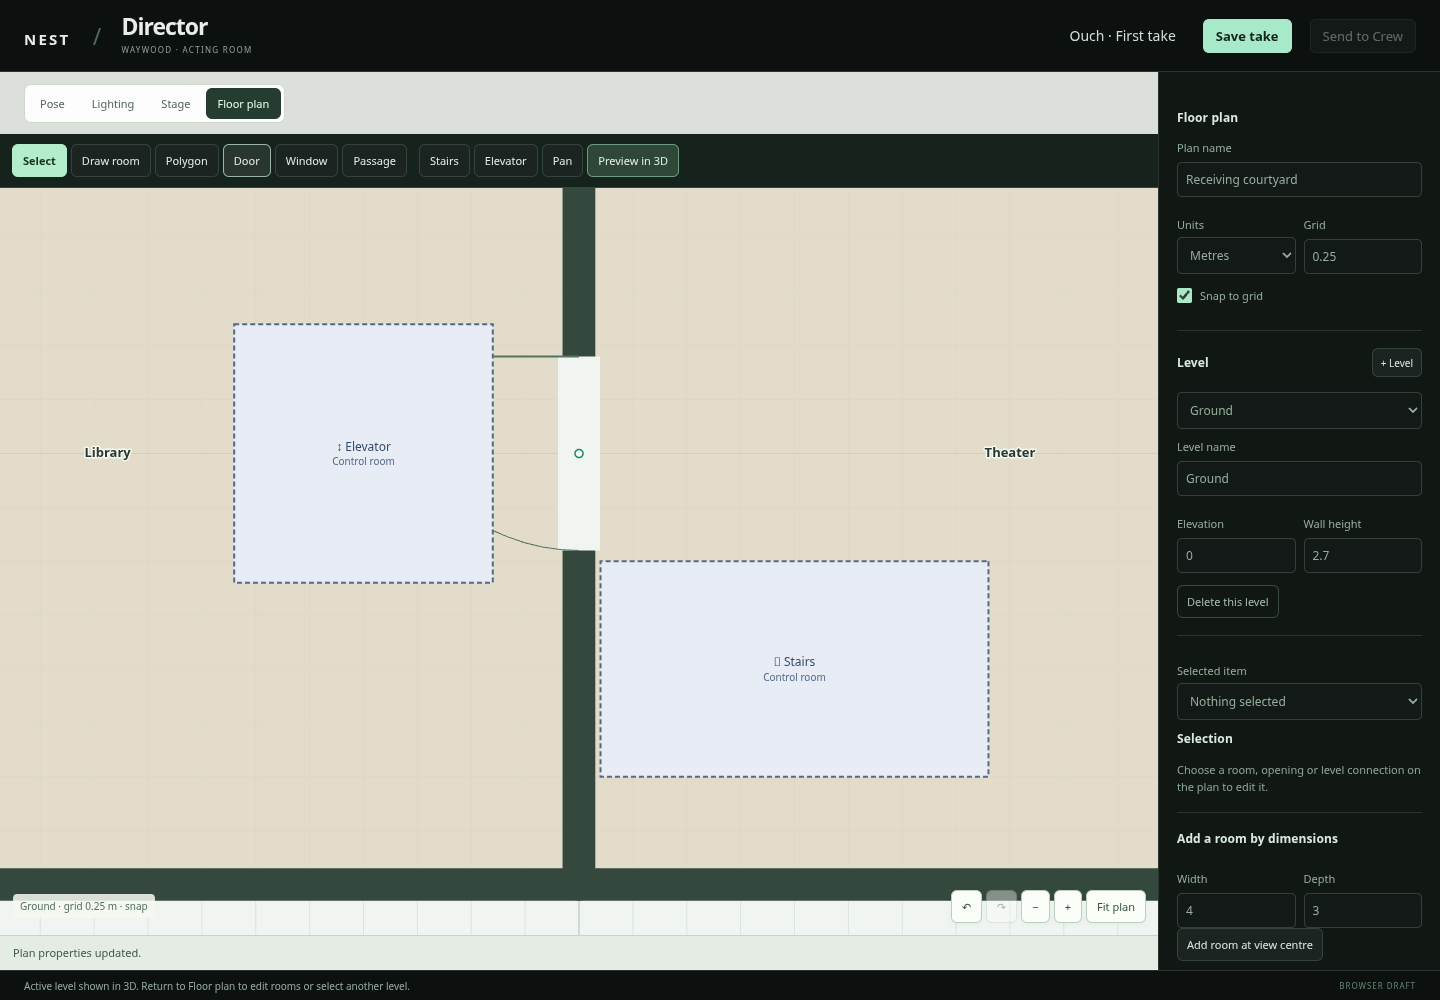 NEST / Director
WAYWOOD · ACTING ROOM
Ouch · First take
Save take
Send to Crew
Pose
Lighting
Stage
Floor plan
Select
Draw room
Polygon
Door
Window
Passage
Stairs
Elevator
Pan
Preview in 3D
Library
↕ Elevator
Control room
Theater
Stairs
Control room
Ground · grid 0.25 m · snap
↶
↷
−
+
Fit plan
Plan properties updated.
Floor plan
Plan name
Receiving courtyard
Units
Grid
Metres
0.25
Snap to grid
Level
+ Level
Ground
Level name
Ground
Elevation
Wall height
0
2.7
Delete this level
Selected item
Nothing selected
Selection
Choose a room, opening or level connection on
the plan to edit it.
Add a room by dimensions
Width
Depth
4
3
Add room at view centre
Active level shown in 3D. Return to Floor plan to edit rooms or select another level.
BROWSER DRAFT